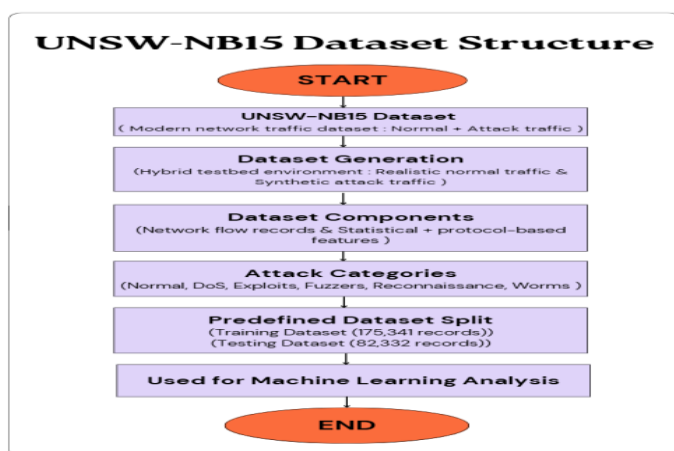 UNSW-NB15 Dataset Structure
START
UNSW-NB15 Dataset
( Modern network traffic dataset : Normal + Attack traffic )
Dataset Generation
(Hybrid testbed environment : Realistic normal traffic &
Synthetic attack traffic )
Dataset Components
(Network flow records & Statistical + protocol-based
features )
Attack Categories
(Normal, DoS, Exploits, Fuzzers, Reconnaissance, Worms )
Predefined Dataset Split
(Training Dataset (175,341 records))
(Testing Dataset (82,332 records))
Used for Machine Learning Analysis
END